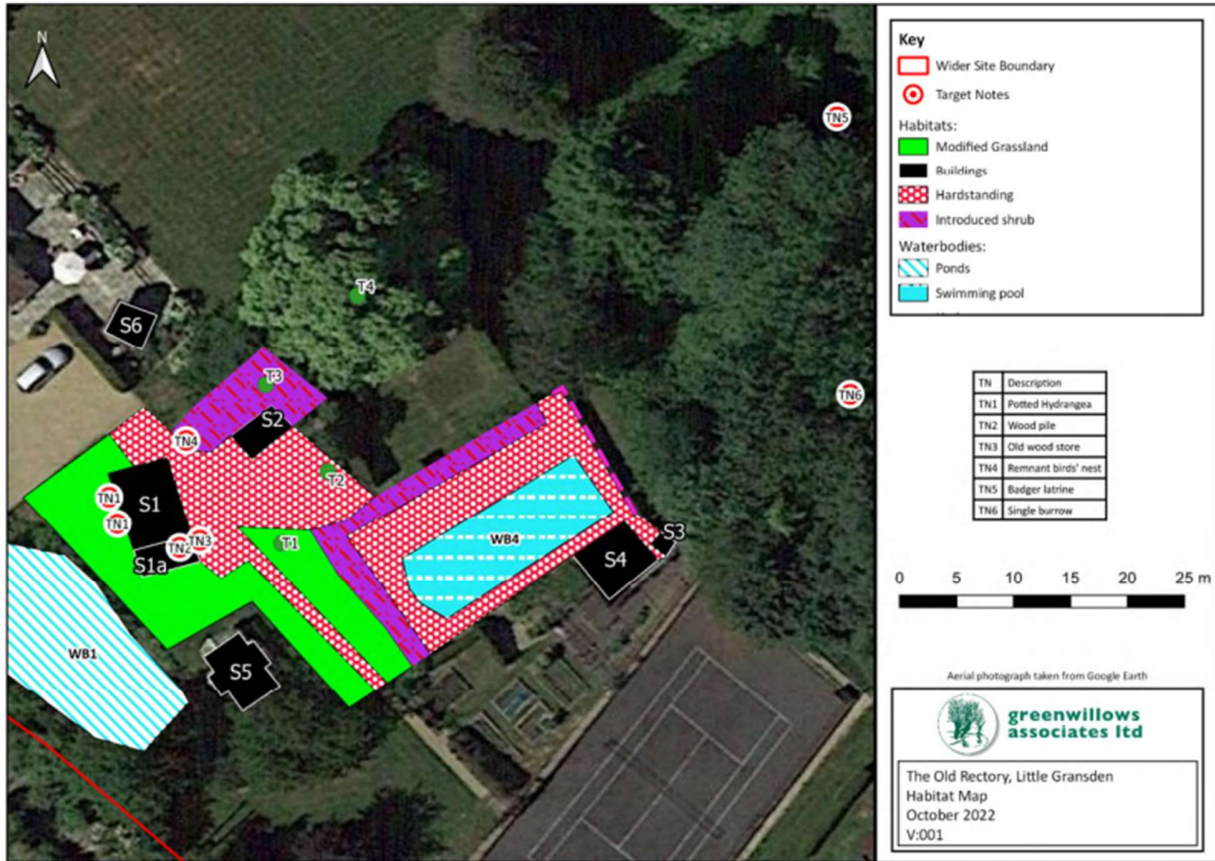 N
TN5
T4
S6
T3
S2
TN4
TN6
T2
S1
TN1
TN1
TN2
TN3
S1a
T1
WB4
S3
S4
WB1
S5
Key
Wider Site Boundary
Target Notes
Habitats:
Modified Grassland
Buildings
Hardstanding
Introduced shrub
Waterbodies:
Ponds
Swimming pool
TN Description
TN1 Potted Hydrangea
TN2 Wood pile
TN3 Old wood store
TN4 Remnant birds' nest
TN5 Badger latrine
TN6 Single burrow
0 5 10 15 20 25 m
Aerial photograph taken from Google Earth
greenwillows
associates ltd
The Old Rectory, Little Gransden
Habitat Map
October 2022
V:001